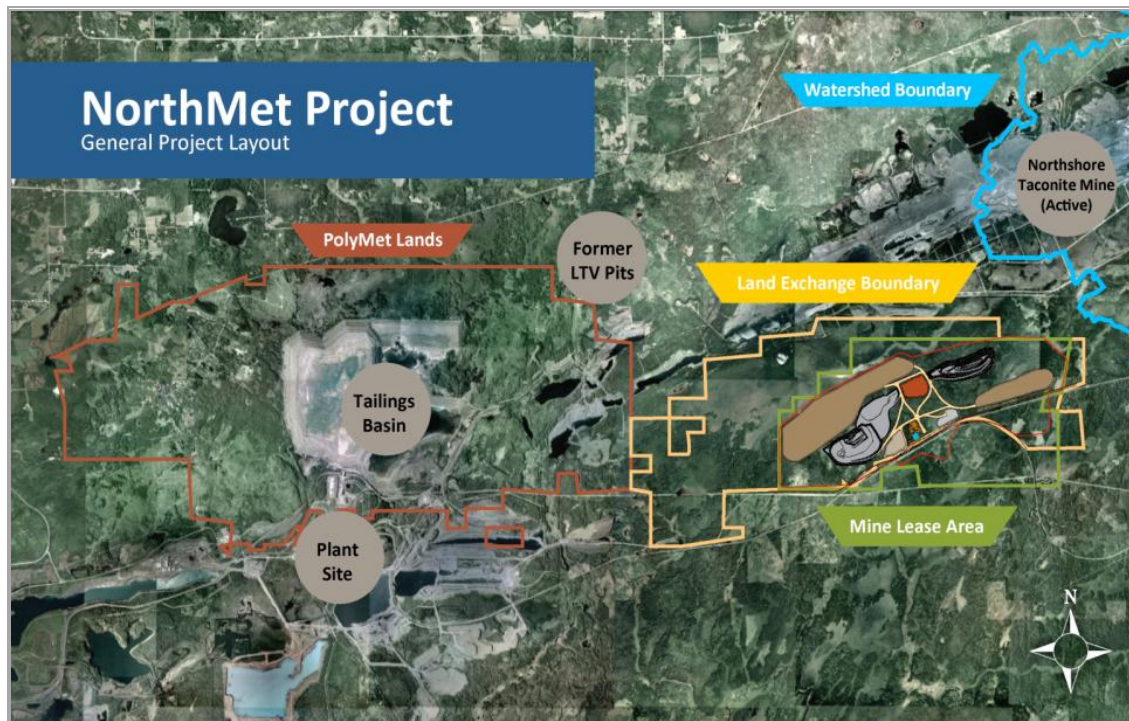 NorthMet Project
General Project Layout
Watershed Boundary
Northshore
Taconite Mine
(Active)
PolyMet Lands
Former
LTV Pits
Land Exchange Boundary
Tailings
Basin
Mine Lease Area
Plant
Site
N